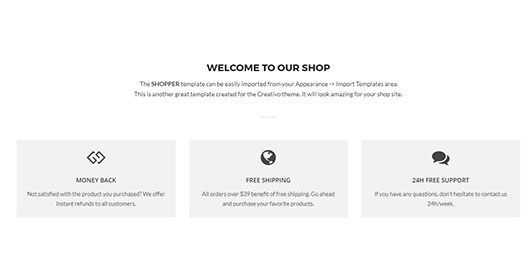 WELCOME TO OUR SHOP
The SHOPPER template can be easily imported from your Appearance -> Import Templates area.
This is another great template created for the Creativo theme. It will look amazing for your shop site.
MONEY BACK
Not satisfied with the product you purchased? We offer
Instant refunds to all customers.
FREE SHIPPING
All orders over $39 benefit of free shipping. Go ahead
and purchase your favorite products.
24H FREE SUPPORT
If you have any questions, don't hesitate to contact us
24h/week.